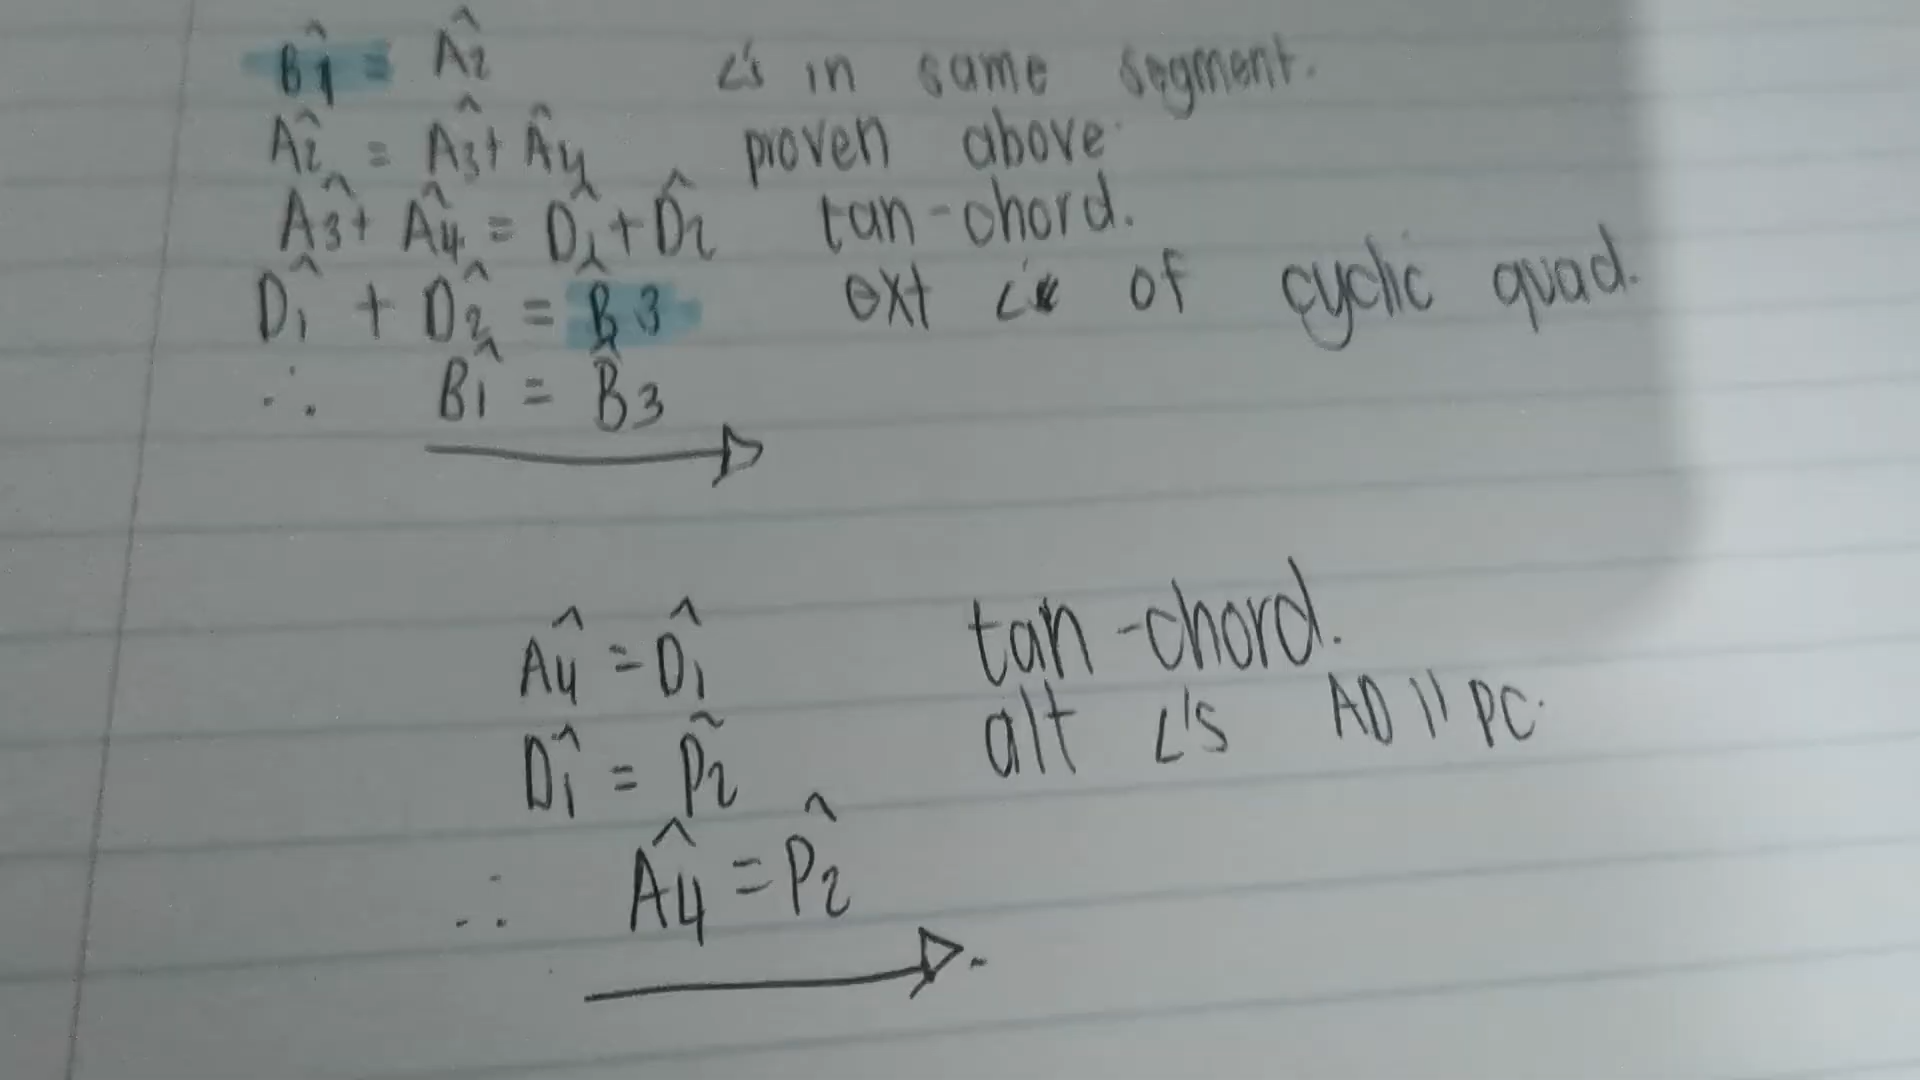 B̂1 = Â2 ∠'s in same segment.
Â2 = Â3 + Â4 proven above.
Â3 + Â4 = D̂1 + D̂2 tan-chord.
D̂1 + D̂2 = B̂3 ext ∠ of cyclic quad.
∴ B̂1 = B̂3
Â4 = D̂1 tan-chord.
D̂1 = P̂2 alt ∠'s AD || PC.
∴ Â4 = P̂2